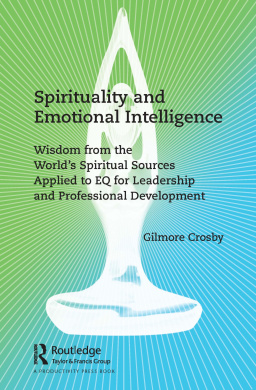 Spirituality and
Emotional Intelligence
Wisdom from the
World's Spiritual Sources
Applied to EQ for Leadership
and Professional Development
Gilmore Crosby
R Routledge
Taylor & Francis Group
A PRODUCTIVITY PRESS BOOK